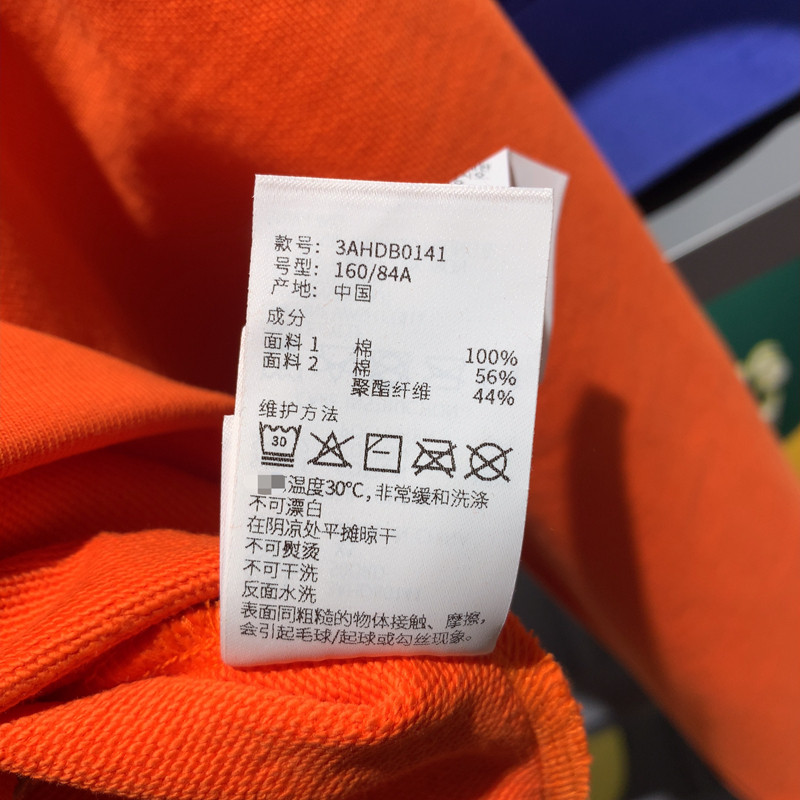 款号: 3AHDB0141
号型: 160/84A
产地: 中国
成分
面料 1 棉 100%
面料 2 棉 56%
聚酯纤维 44%
维护方法
30
温度30℃,非常缓和洗涤
不可漂白
在阴凉处平摊晾干
不可熨烫
不可干洗
反面水洗
表面同粗糙的物体接触、摩擦,
会引起毛球/起球或勾丝现象。